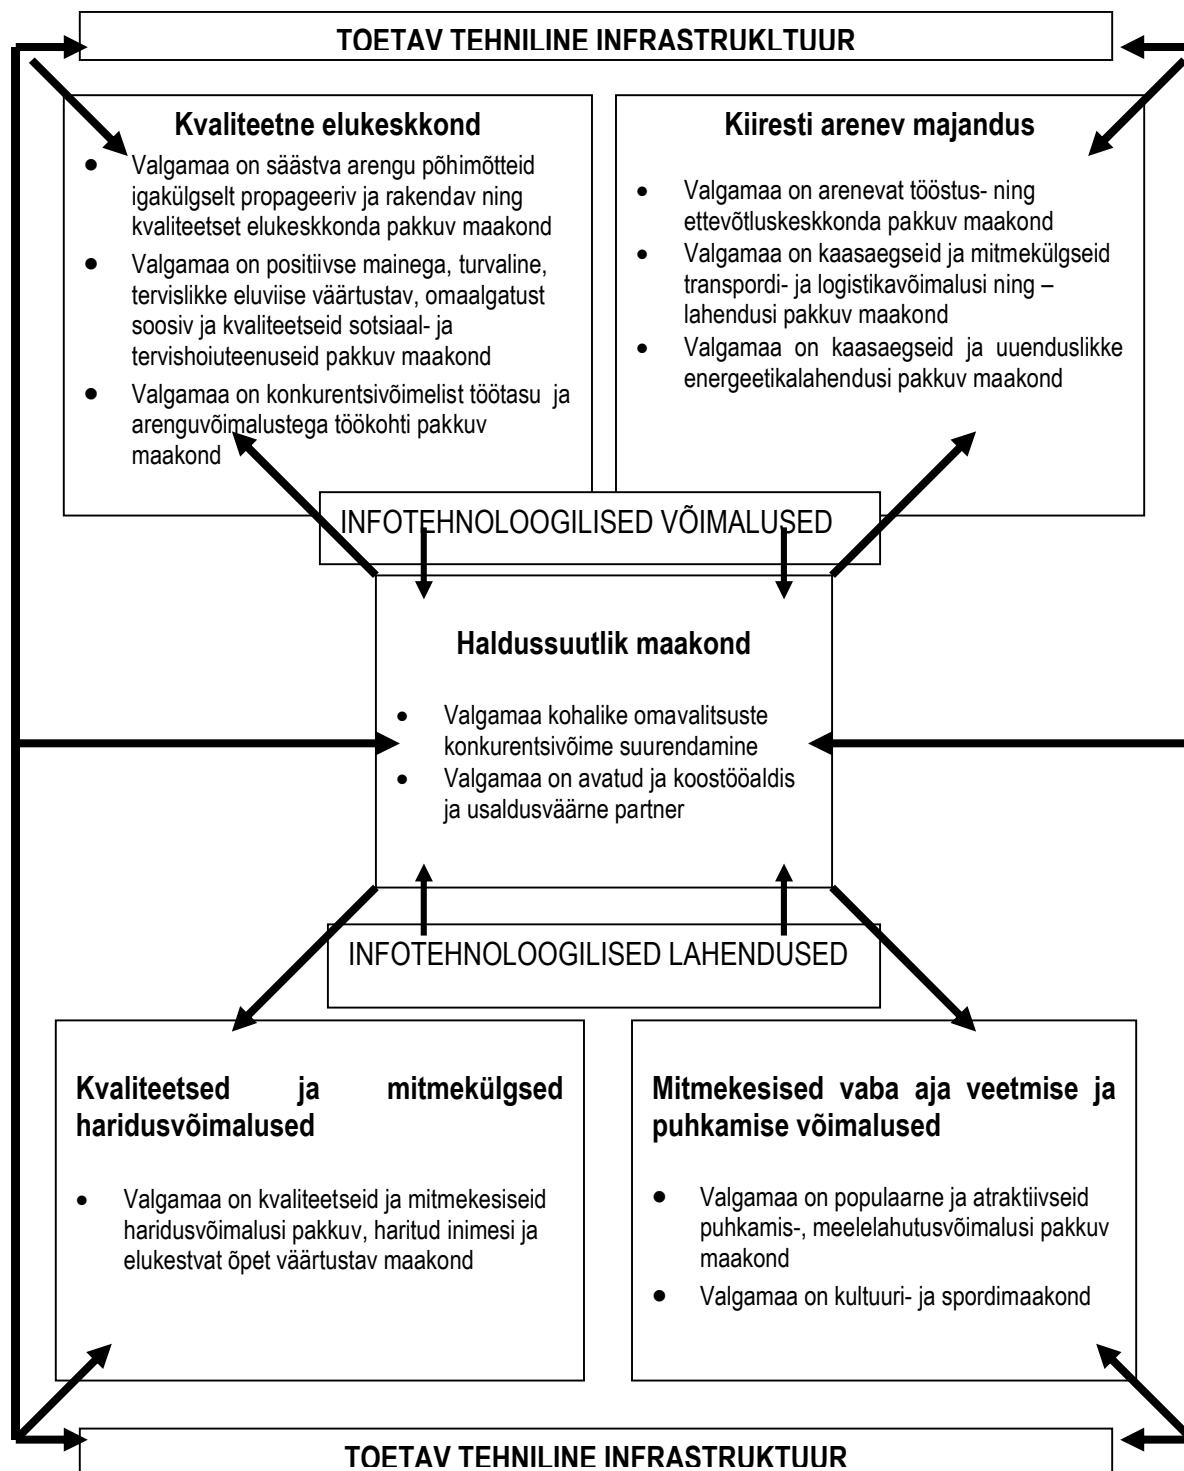 TOETAV TEHNILINE INFRASTRUKLTUUR
Kvaliteetne elukeskkond
• Valgamaa on säästva arengu põhimõtteid
igakülgselt propageeriv ja rakendav ning
kvaliteetset elukeskkonda pakkuv maakond
• Valgamaa on positiivse mainega, turvaline,
tervislikke eluviise väärtustav, omaalgatust
soosiv ja kvaliteetseid sotsiaal- ja
tervishoiuteenuseid pakkuv maakond
• Valgamaa on konkurentsivõimelist töötasu ja
arenguvõimalustega töökohti pakkuv
maakond
Kiiresti arenev majandus
• Valgamaa on arenevat tööstus- ning
ettevõtluskeskkonda pakkuv maakond
• Valgamaa on kaasaegseid ja mitmekülgseid
transpordi- ja logistikavõimalusi ning –
lahendusi pakkuv maakond
• Valgamaa on kaasaegseid ja uuenduslikke
energeetikalahendusi pakkuv maakond
INFOTEHNOLOOGILISED VÕIMALUSED
Haldussuutlik maakond
• Valgamaa kohalike omavalitsuste
konkurentsivõime suurendamine
• Valgamaa on avatud ja koostööaldis
ja usaldusväärne partner
INFOTEHNOLOOGILISED LAHENDUSED
Kvaliteetsed ja mitmekülgsed
haridusvõimalused
• Valgamaa on kvaliteetseid ja mitmekesiseid
haridusvõimalusi pakkuv, haritud inimesi ja
elukestvat õpet väärtustav maakond
Mitmekesised vaba aja veetmise ja
puhkamise võimalused
• Valgamaa on populaarne ja atraktiivseid
puhkamis-, meelelahutusvõimalusi pakkuv
maakond
• Valgamaa on kultuuri- ja spordimaakond
TOETAV TEHNILINE INFRASTRUKTUUR